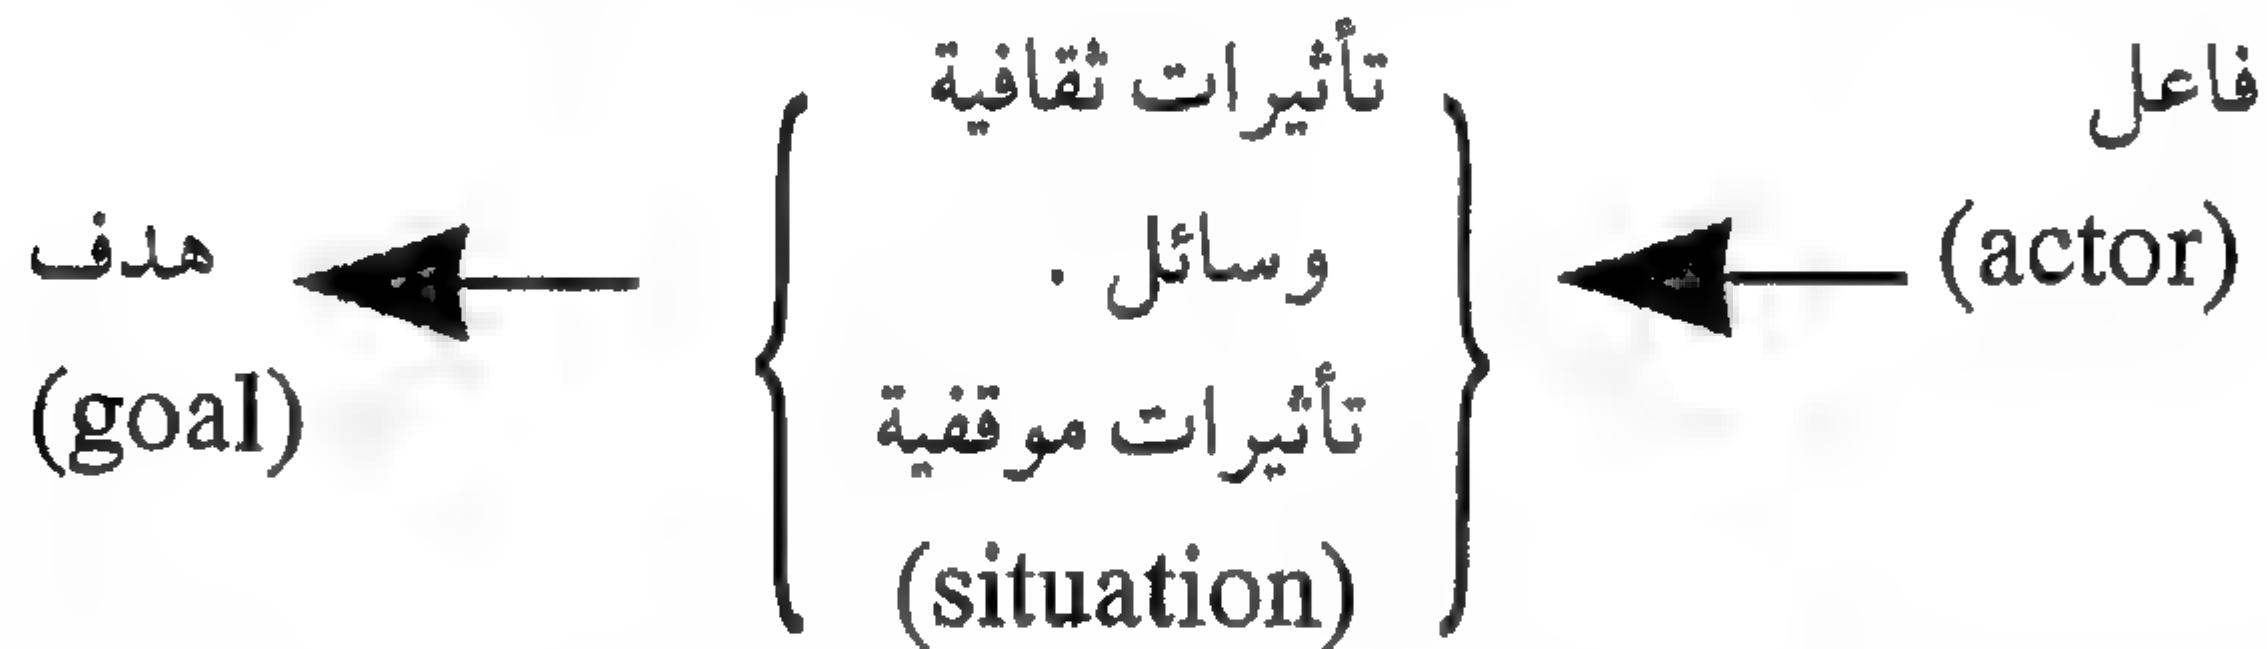 فاعل
(actor)
تأثيرات ثقافية
وسائل .
تأثيرات موقفية
(situation)
هدف
(goal)